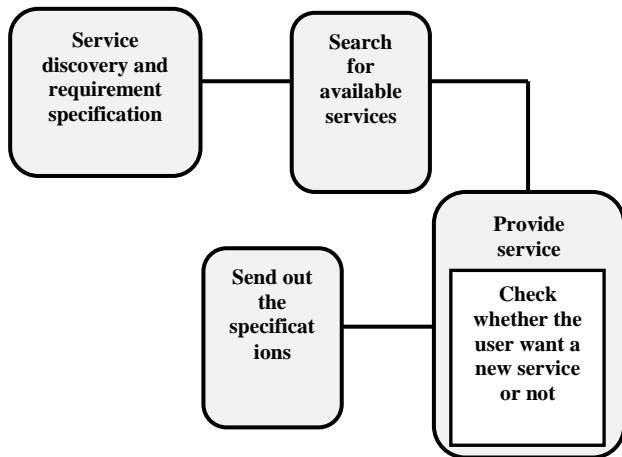 Service
discovery and
requirement
specification
Search
for
available
services
Provide
service
Check
whether the
user want a
new service
or not
Send out
the
specificat
ions